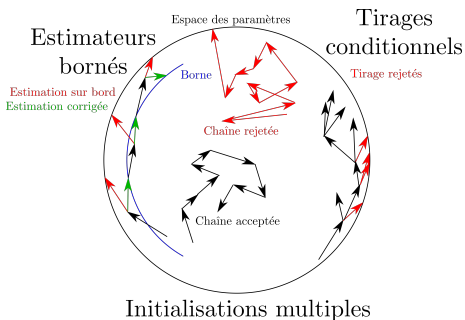 Espace des paramètres
Tirages
conditionnels
Estimateurs
bornés
Borne
Tirage rejetés
Estimation sur bord
Estimation corrigée
Chaîne rejetée
Chaîne acceptée
Initialisations multiples